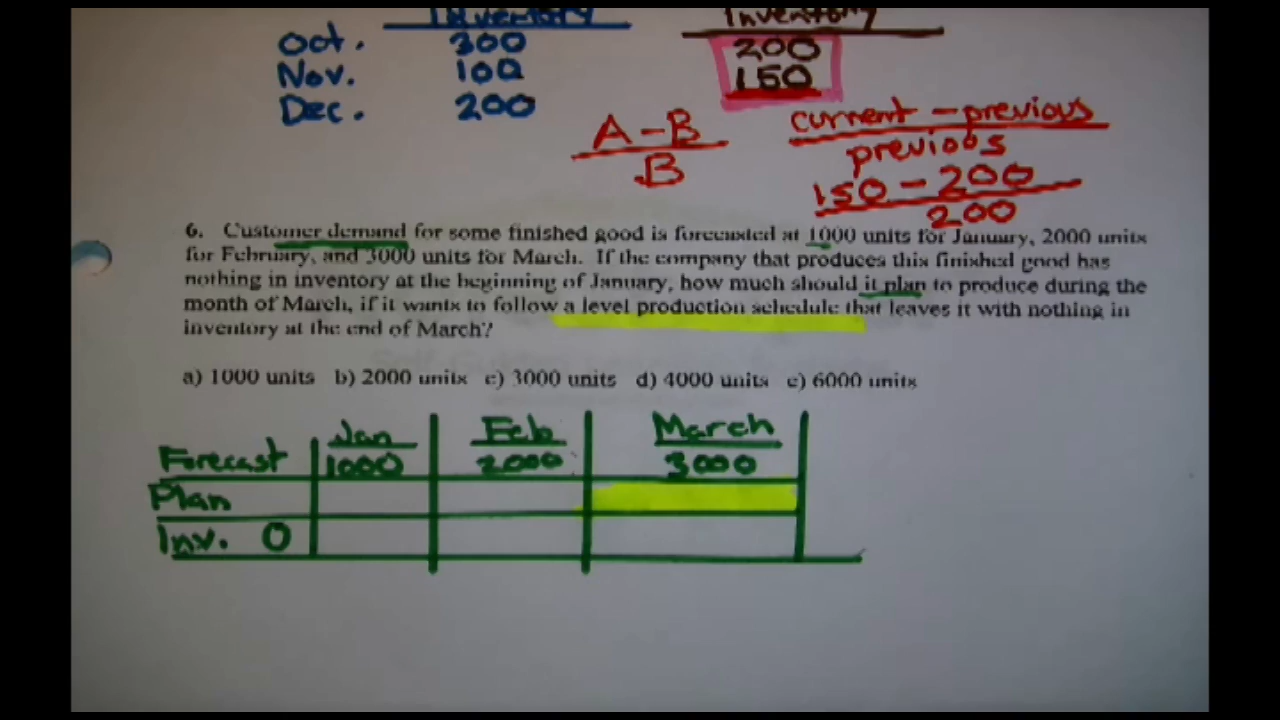 Inventory Inventory
Oct. 300 200
Nov. 100 150
Dec. 200
A - B current - previous
B previous
150 - 200
200
6. Customer demand for some finished good is forecasted at 1000 units for January, 2000 units
for February, and 3000 units for March. If the company that produces this finished good has
nothing in inventory at the beginning of January, how much should it plan to produce during the
month of March, if it wants to follow a level production schedule that leaves it with nothing in
inventory at the end of March?
a) 1000 units b) 2000 units c) 3000 units d) 4000 units e) 6000 units
Jan Feb March
Forecast 1000 2000 3000
Plan
Inv. 0